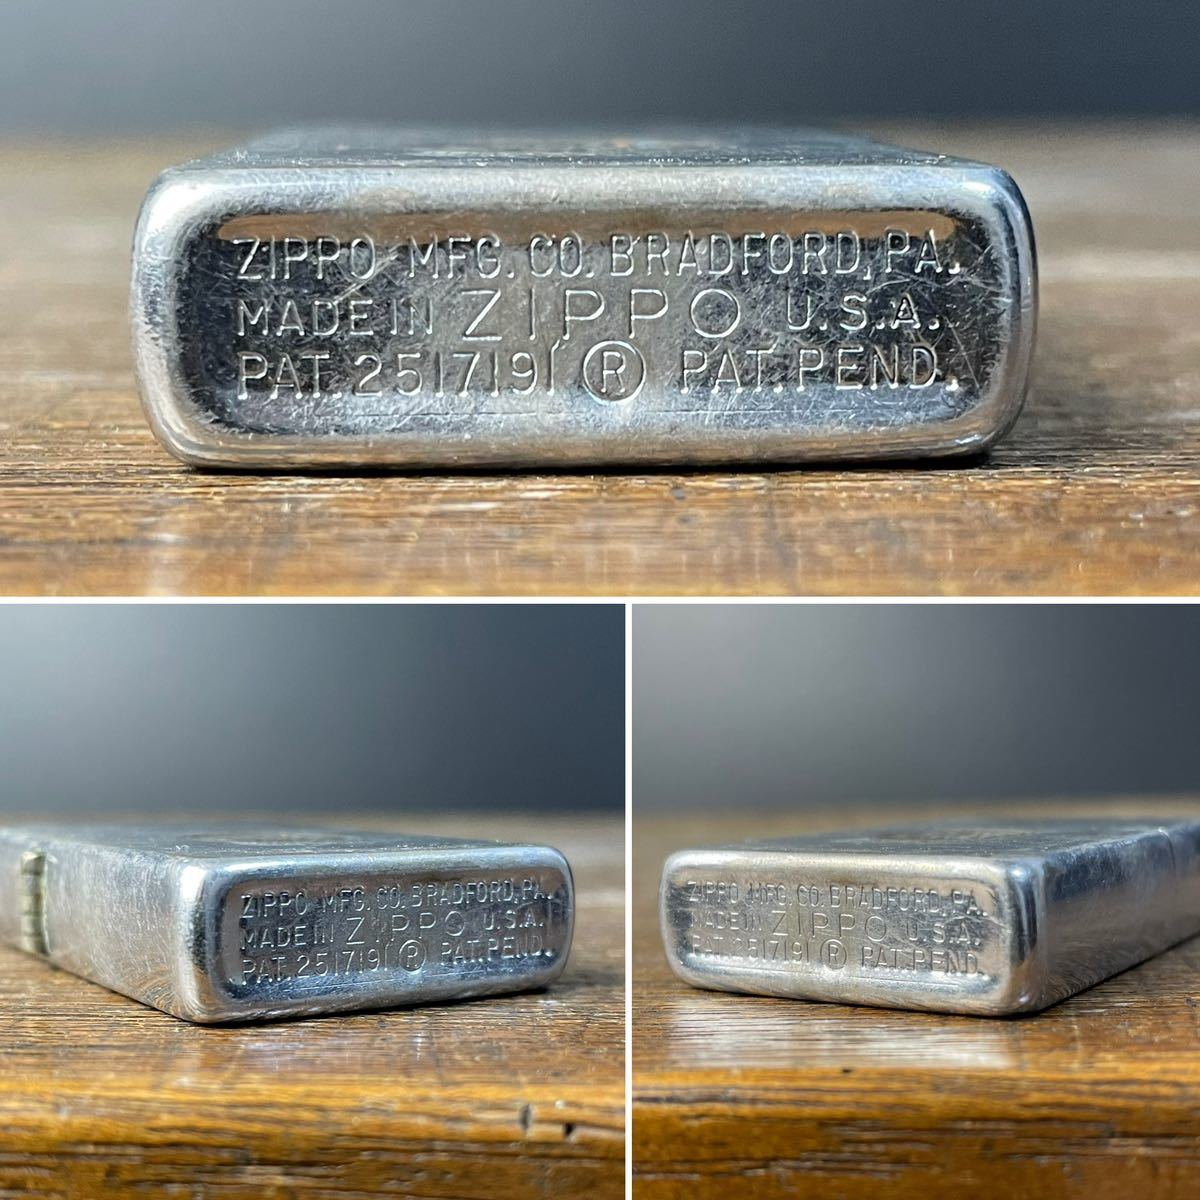 ZIPPO MFG. CO. BRADFORD, PA.
MADE IN ZIPPO U.S.A.
PAT. 2517191 ® PAT. PEND.
ZIPPO MFG. CO. BRADFORD, PA.
MADE IN ZIPPO U.S.A.
PAT. 2517191 ® PAT. PEND.
ZIPPO MFG. CO. BRADFORD, PA.
MADE IN ZIPPO U.S.A.
PAT. 2517191 ® PAT. PEND.